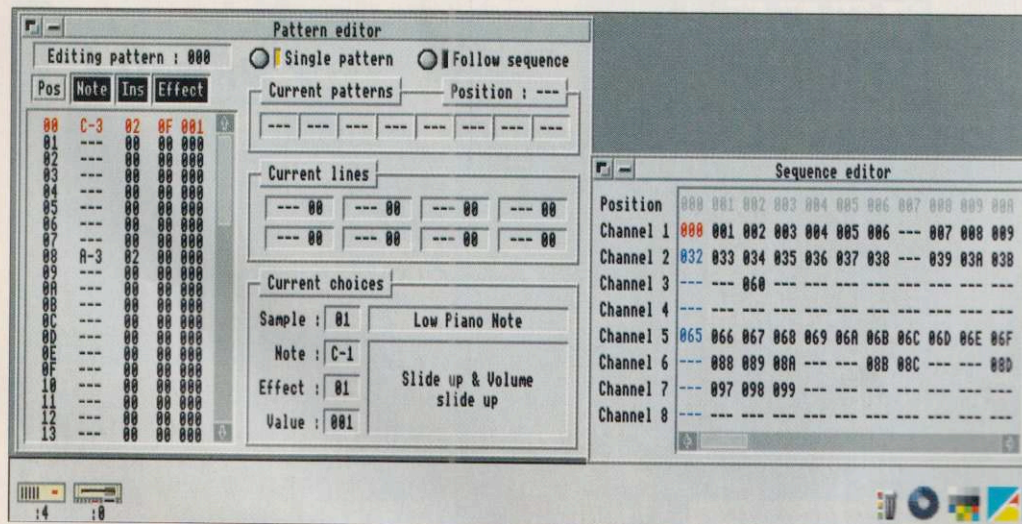 Pattern editor
Editing pattern : 000
Single pattern
Follow sequence
Pos Note Ins Effect
00 C-3 02 0F 001
01 --- 00 00 000
02 --- 00 00 000
03 --- 00 00 000
04 --- 00 00 000
05 --- 00 00 000
06 --- 00 00 000
07 --- 00 00 000
08 A-3 02 00 000
09 --- 00 00 000
0A --- 00 00 000
0B --- 00 00 000
0C --- 00 00 000
0D --- 00 00 000
0E --- 00 00 000
0F --- 00 00 000
10 --- 00 00 000
11 --- 00 00 000
12 --- 00 00 000
13 --- 00 00 000
Current patterns
Position : ---
--- --- --- --- --- --- --- ---
Current lines
--- 00 --- 00 --- 00 --- 00
--- 00 --- 00 --- 00 --- 00
Current choices
Sample : 01 Low Piano Note
Note : C-1
Effect : 01
Value : 001
Slide up & Volume
slide up
Sequence editor
Position 000 001 002 003 004 005 006 007 008 009 00A
Channel 1 000 001 002 003 004 005 006 --- 007 008 009
Channel 2 032 033 034 035 036 037 038 --- 039 03A 03B
Channel 3 --- --- 060 --- --- --- --- --- --- --- ---
Channel 4 --- --- --- --- --- --- --- --- --- --- ---
Channel 5 065 066 067 068 069 06A 06B 06C 06D 06E 06F
Channel 6 --- 088 089 08A --- --- 08B 08C --- --- 08D
Channel 7 --- 097 098 099 --- --- --- --- --- --- ---
Channel 8 --- --- --- --- --- --- --- --- --- --- ---
:4
:0